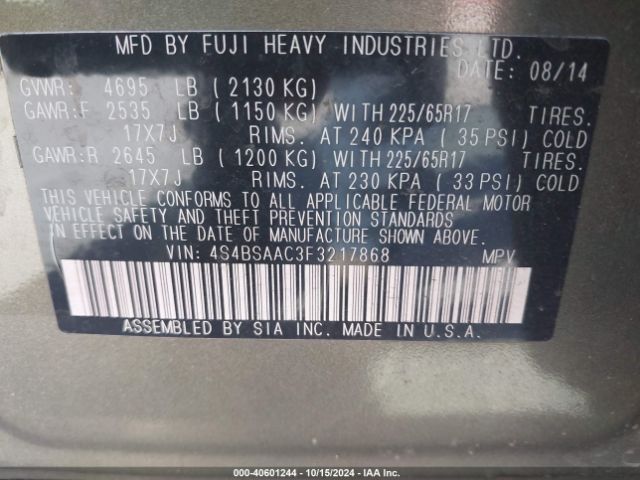 MFD BY FUJI HEAVY INDUSTRIES LTD.
DATE: 08/14
GVWR: 4695 LB ( 2130 KG)
GAWR:F 2535 LB ( 1150 KG) WITH 225/65R17 TIRES.
17X7J RIMS. AT 240 KPA ( 35 PSI) COLD
GAWR:R 2645 LB ( 1200 KG) WITH 225/65R17 TIRES.
17X7J RIMS. AT 230 KPA ( 33 PSI) COLD
THIS VEHICLE CONFORMS TO ALL APPLICABLE FEDERAL MOTOR
VEHICLE SAFETY AND THEFT PREVENTION STANDARDS
IN EFFECT ON THE DATE OF MANUFACTURE SHOWN ABOVE.
VIN: 4S4BSAAC3F3217868 MPV
ASSEMBLED BY SIA INC. MADE IN U.S.A.
000-40601244 - 10/15/2024 - IAA Inc.